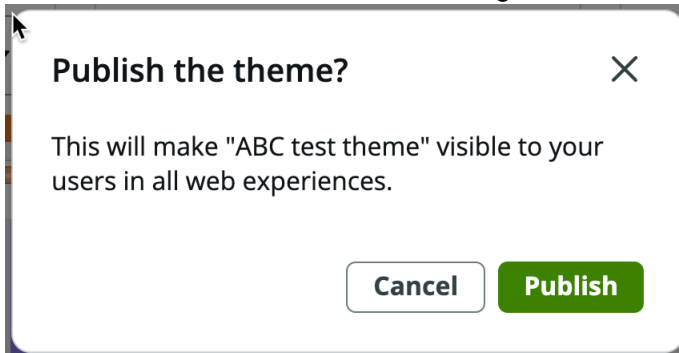 Publish the theme?
This will make "ABC test theme" visible to your
users in all web experiences.
Cancel
Publish